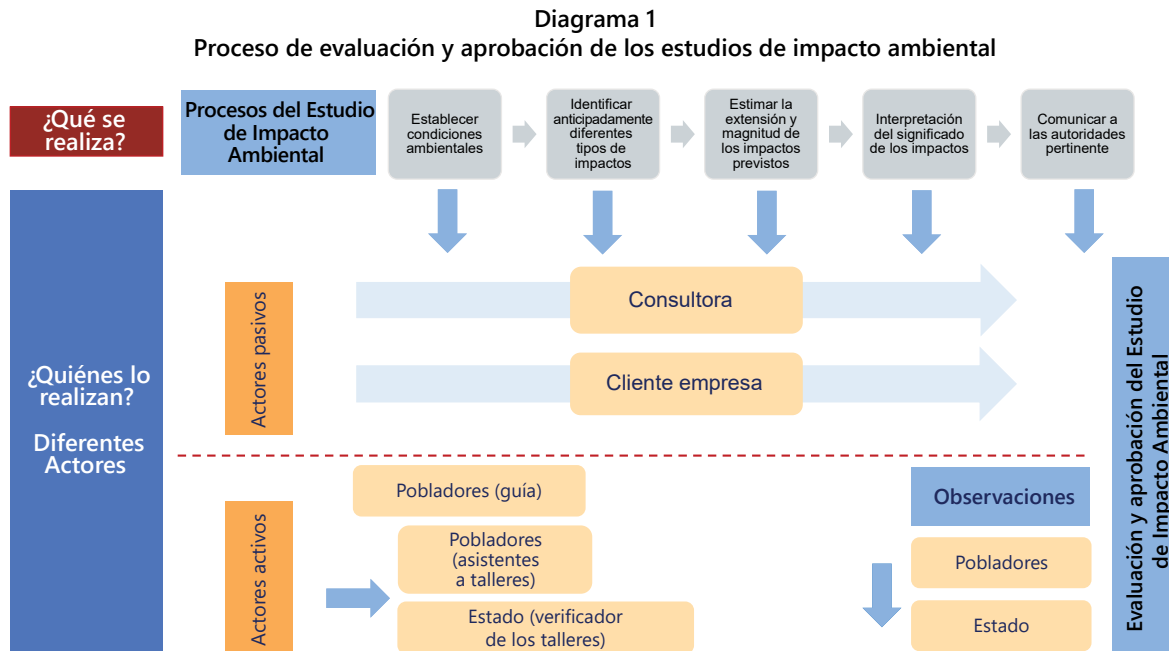 Diagrama 1
Proceso de evaluación y aprobación de los estudios de impacto ambiental
¿Qué se
realiza?
Procesos del Estudio
de Impacto
Ambiental
Establecer
condiciones
ambientales
Identificar
anticipadamente
diferentes
tipos de
impactos
Estimar la
extensión y
magnitud de
los impactos
previstos
Interpretación
del significado
de los impactos
Comunicar a
las autoridades
pertinente
¿Quiénes lo
realizan?
Diferentes
Actores
Actores pasivos
Consultora
Cliente empresa
Actores activos
Pobladores (guía)
Pobladores
(asistentes
a talleres)
Estado (verificador
de los talleres)
Observaciones
Pobladores
Estado
Evaluación y aprobación del Estudio
de Impacto Ambiental